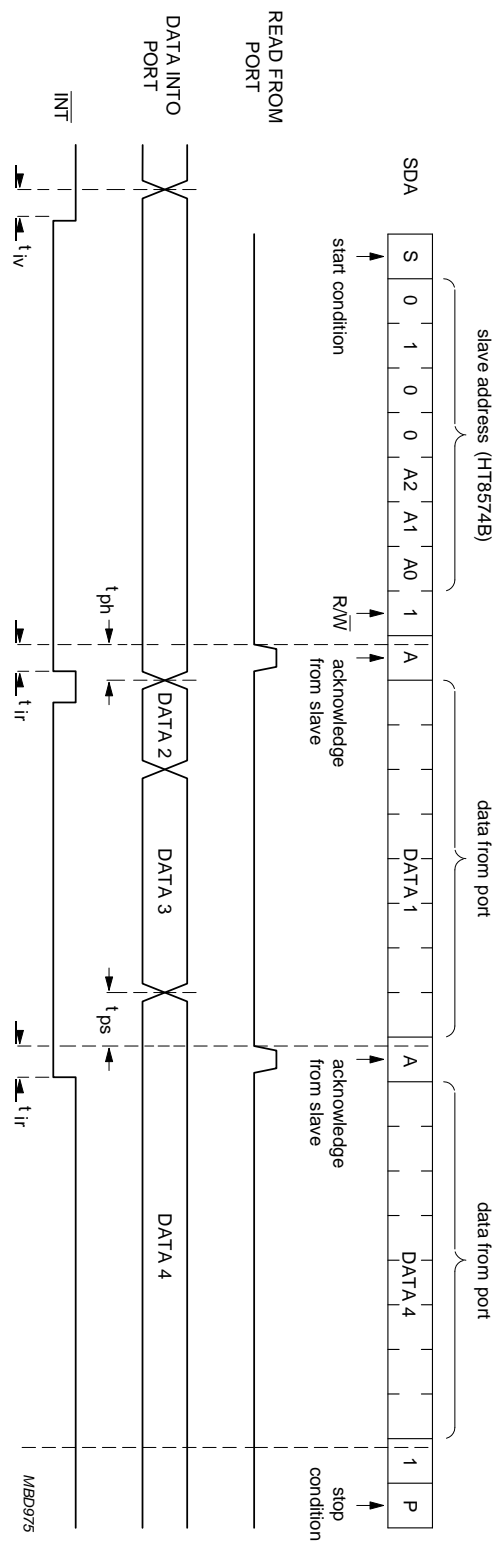 slave address (HT8574B)
data from port
data from port
SDA
S
0
1
0
0
A2
A1
A0
1
A
DATA 1
A
DATA 4
1
P
start condition
R/W̅
acknowledge
from slave
acknowledge
from slave
stop
condition
READ FROM
PORT
DATA INTO
PORT
DATA 2
DATA 3
DATA 4
t ph
t ps
I̅N̅T̅
t iv
t ir
t ir
MBD975